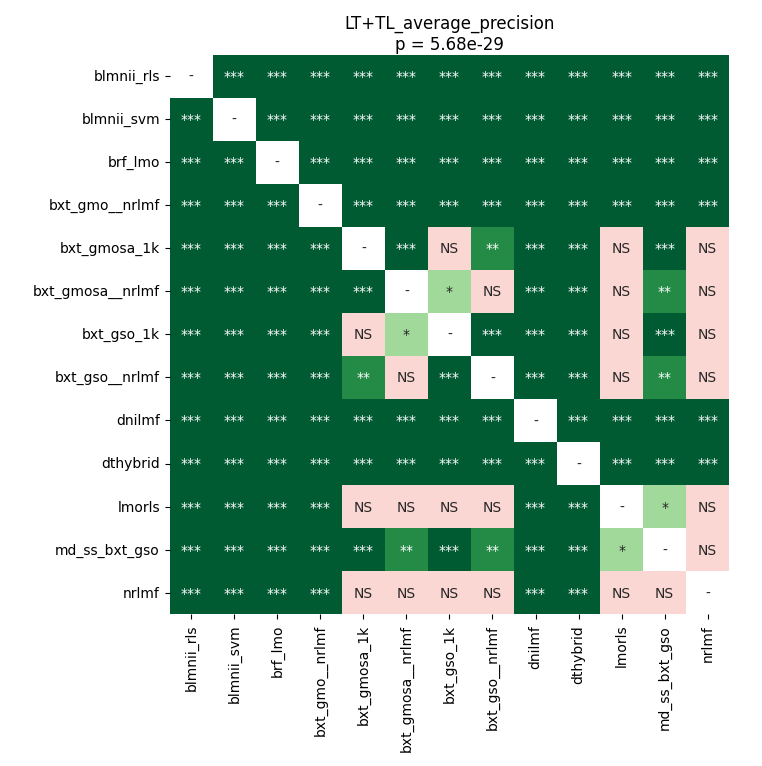 LT+TL_average_precision
p = 5.68e-29
blmnii_rls - *** *** *** *** *** *** *** *** *** *** *** ***
blmnii_svm *** - *** *** *** *** *** *** *** *** *** *** ***
brf_lmo *** *** - *** *** *** *** *** *** *** *** *** ***
bxt_gmo__nrlmf *** *** *** - *** *** *** *** *** *** *** *** ***
bxt_gmosa_1k *** *** *** *** - *** NS ** *** *** NS *** NS
bxt_gmosa__nrlmf *** *** *** *** *** - * NS *** *** NS ** NS
bxt_gso_1k *** *** *** *** NS * - *** *** *** NS *** NS
bxt_gso__nrlmf *** *** *** *** ** NS *** - *** *** NS ** NS
dnilmf *** *** *** *** *** *** *** *** - *** *** *** ***
dthybrid *** *** *** *** *** *** *** *** *** - *** *** ***
lmorls *** *** *** *** NS NS NS NS *** *** - * NS
md_ss_bxt_gso *** *** *** *** *** ** *** ** *** *** * - NS
nrlmf *** *** *** *** NS NS NS NS *** *** NS NS -
blmnii_rls
blmnii_svm
brf_lmo
bxt_gmo__nrlmf
bxt_gmosa_1k
bxt_gmosa__nrlmf
bxt_gso_1k
bxt_gso__nrlmf
dnilmf
dthybrid
lmorls
md_ss_bxt_gso
nrlmf